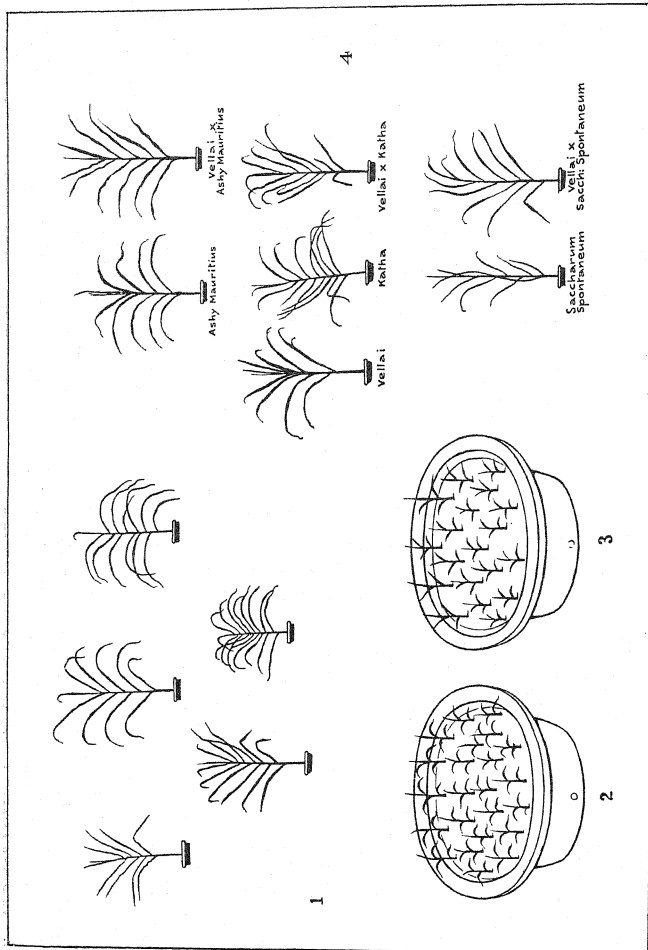 4
Vellai x
Ashy Mauritius
Vellai x Katha
Vellai x
Sacch: Spontaneum
Ashy Mauritius
Katha
Saccharum
Spontaneum
Vellai
3
2
1